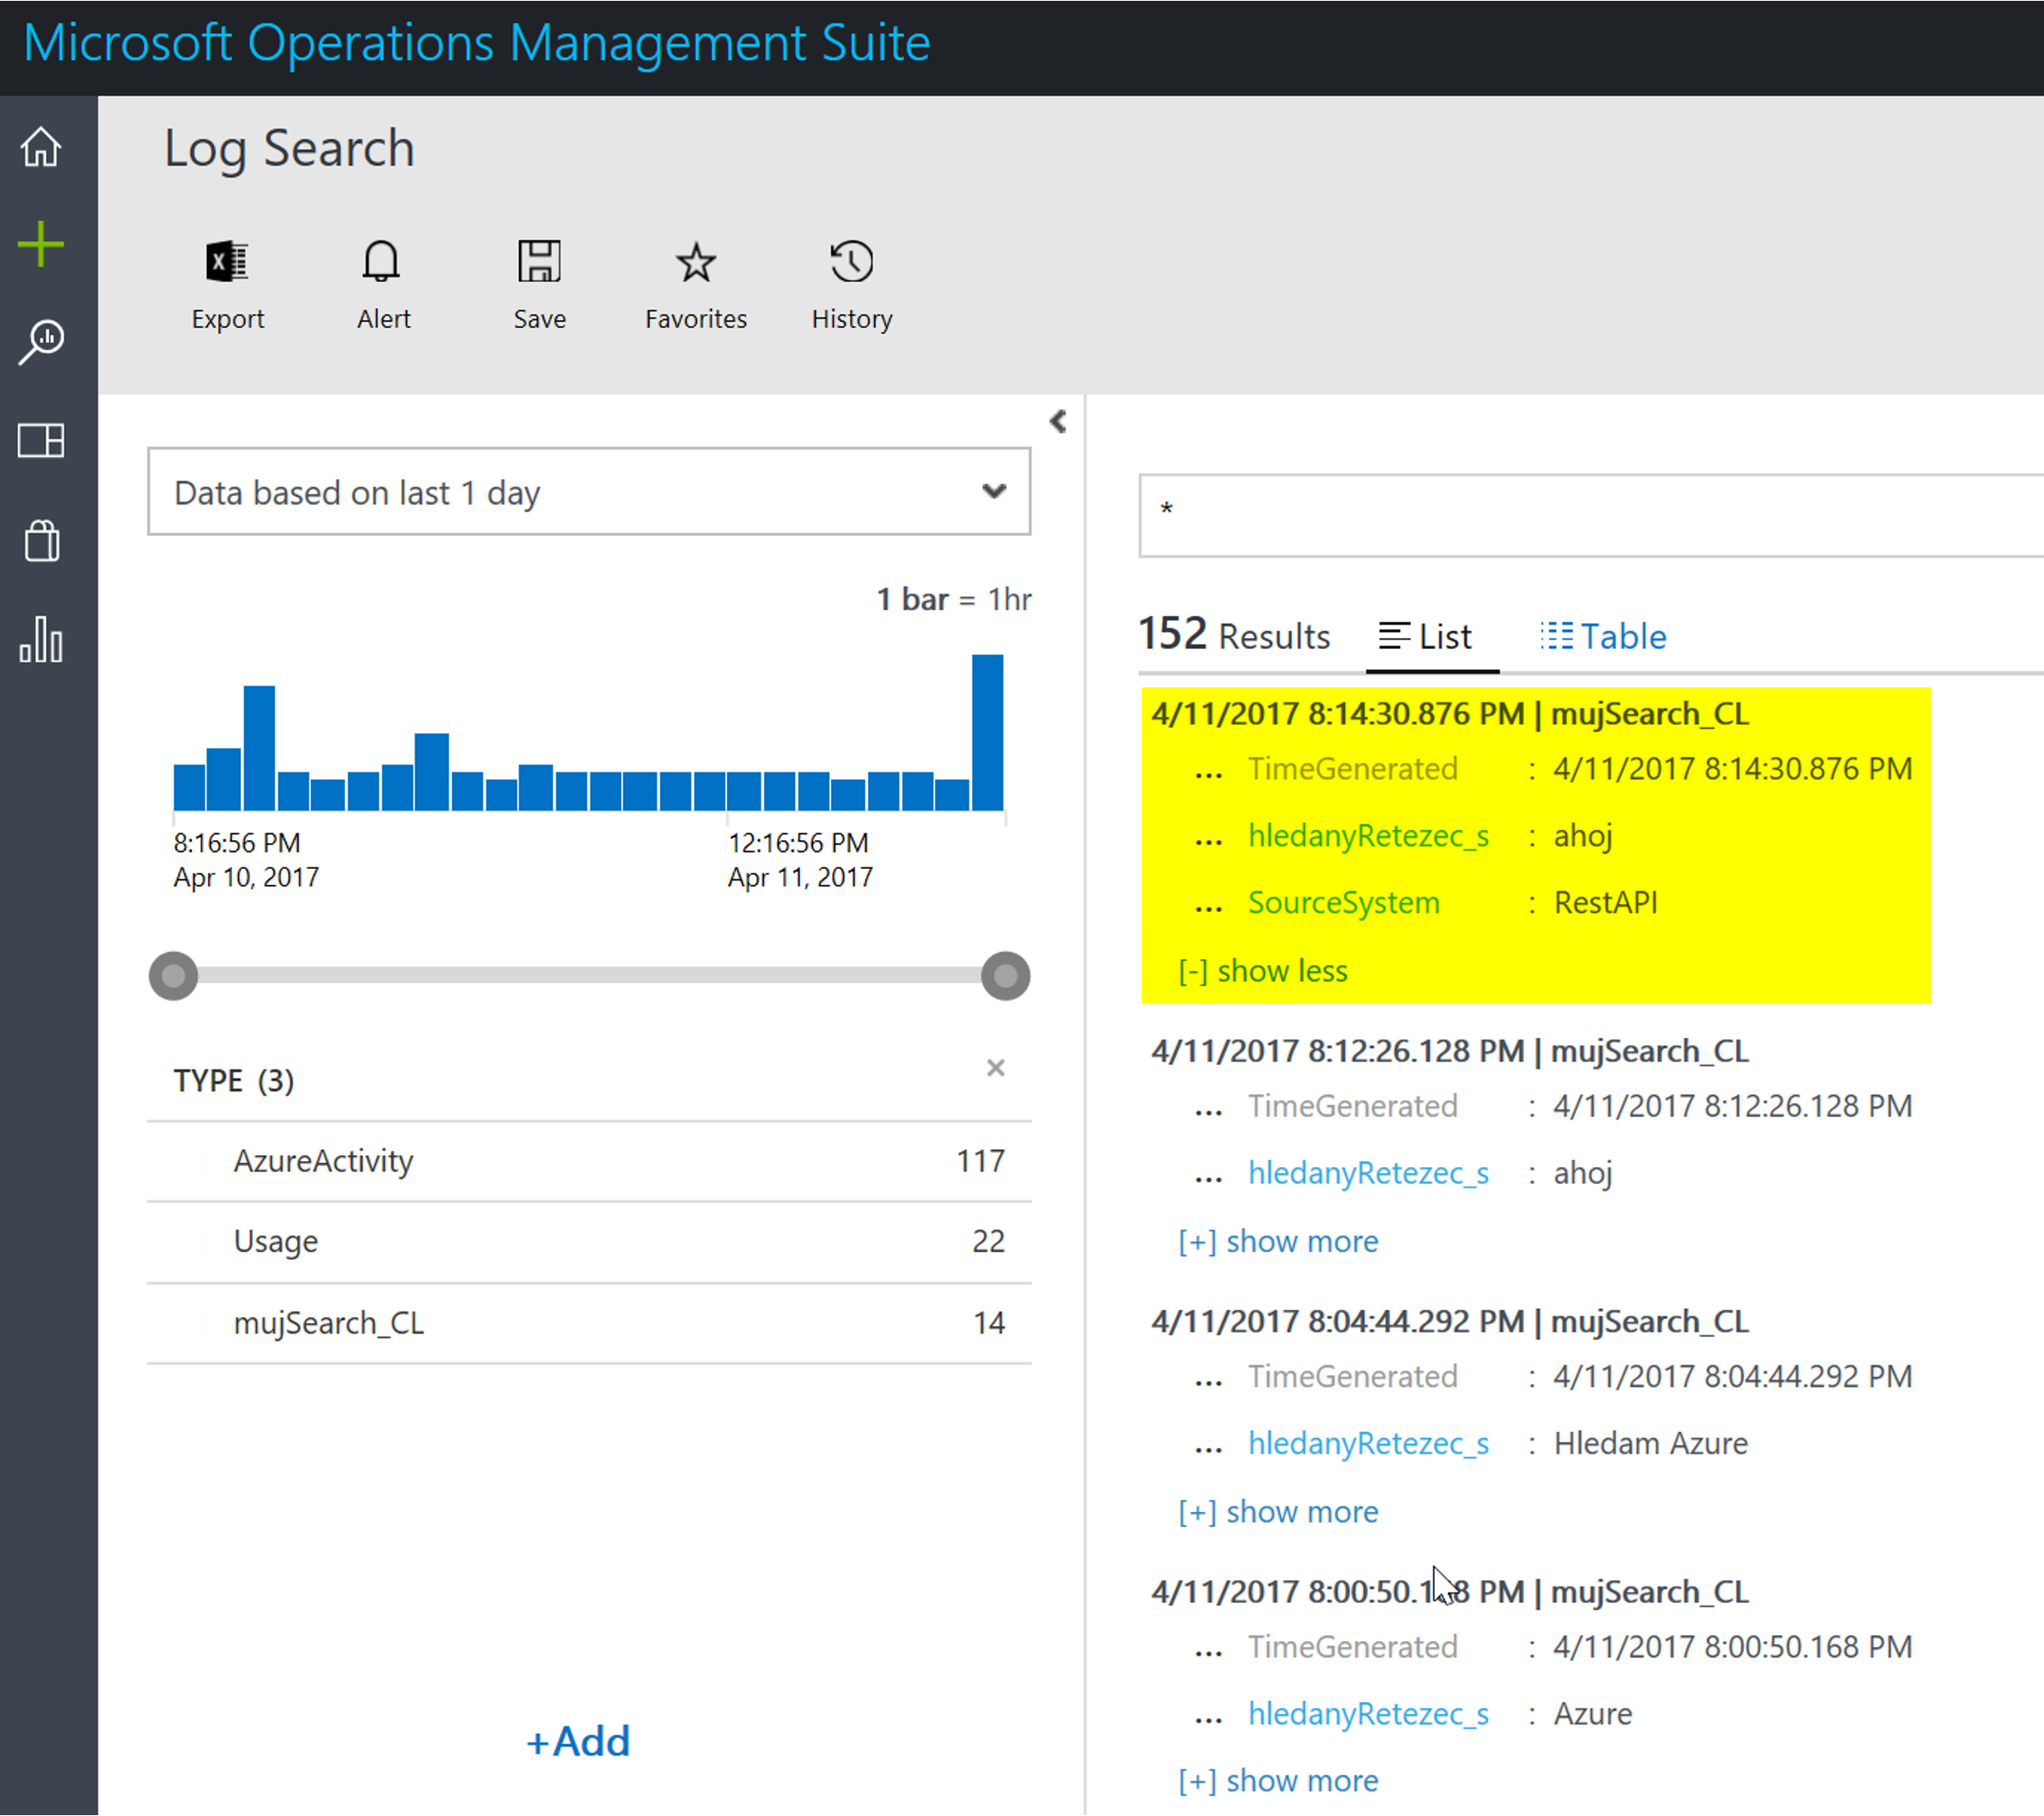 Microsoft Operations Management Suite
Log Search
Export Alert Save Favorites History
Data based on last 1 day
1 bar = 1hr
8:16:56 PM 12:16:56 PM
Apr 10, 2017 Apr 11, 2017
TYPE (3)
AzureActivity 117
Usage 22
mujSearch_CL 14
+Add
*
152 Results List Table
4/11/2017 8:14:30.876 PM | mujSearch_CL
... TimeGenerated : 4/11/2017 8:14:30.876 PM
... hledanyRetezec_s : ahoj
... SourceSystem : RestAPI
[-] show less
4/11/2017 8:12:26.128 PM | mujSearch_CL
... TimeGenerated : 4/11/2017 8:12:26.128 PM
... hledanyRetezec_s : ahoj
[+] show more
4/11/2017 8:04:44.292 PM | mujSearch_CL
... TimeGenerated : 4/11/2017 8:04:44.292 PM
... hledanyRetezec_s : Hledam Azure
[+] show more
4/11/2017 8:00:50.168 PM | mujSearch_CL
... TimeGenerated : 4/11/2017 8:00:50.168 PM
... hledanyRetezec_s : Azure
[+] show more